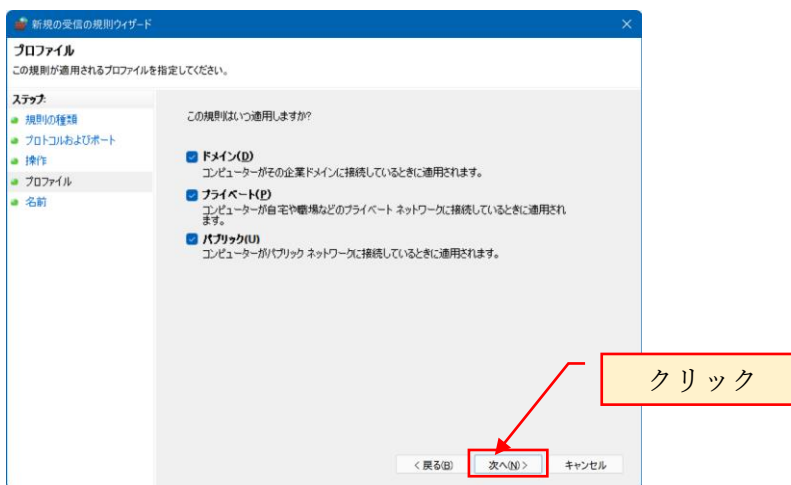 新規の受信の規則ウィザード
プロファイル
この規則が適用されるプロファイルを指定してください。
ステップ:
規則の種類
プロトコルおよびポート
操作
プロファイル
名前
この規則はいつ適用しますか?
ドメイン(D)
コンピューターがその企業ドメインに接続しているときに適用されます。
プライベート(P)
コンピューターが自宅や職場などのプライベート ネットワークに接続しているときに適用され
ます。
パブリック(U)
コンピューターがパブリック ネットワークに接続しているときに適用されます。
クリック
< 戻る(B) 次へ(N) > キャンセル